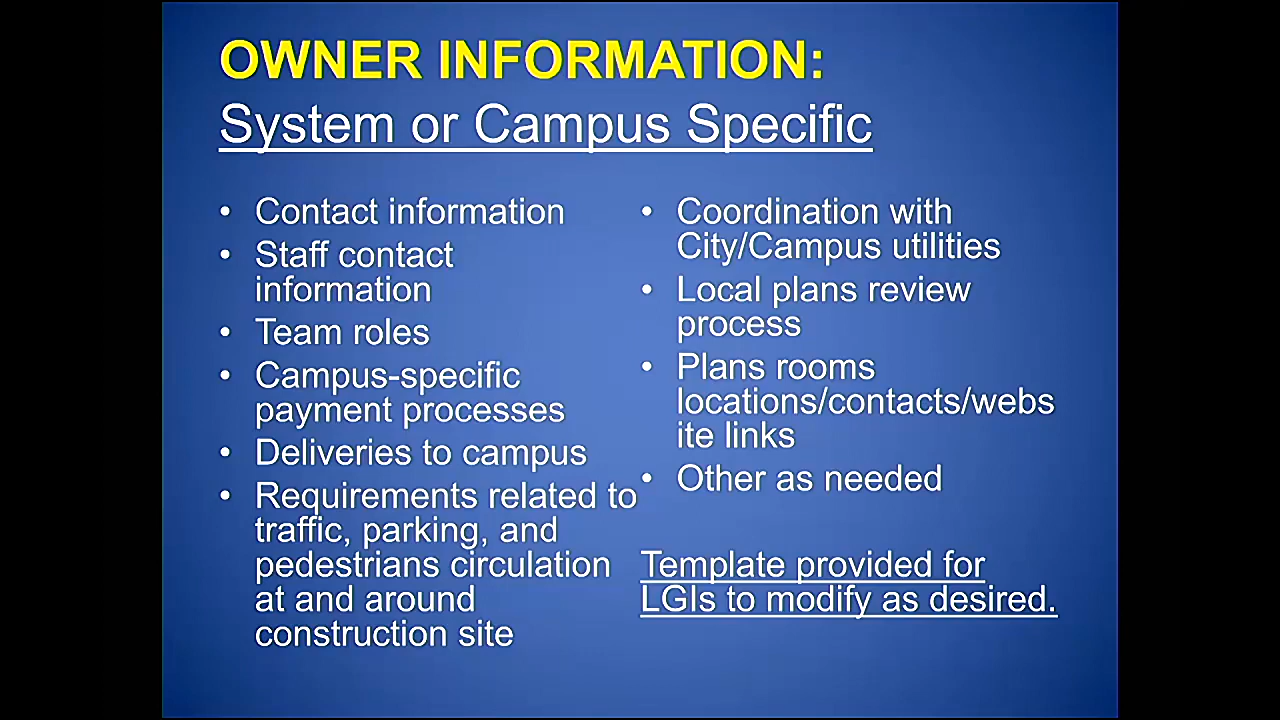 OWNER INFORMATION:
System or Campus Specific
• Contact information
• Staff contact
information
• Team roles
• Campus-specific
payment processes
• Deliveries to campus
• Requirements related to
traffic, parking, and
pedestrians circulation
at and around
construction site
• Coordination with
City/Campus utilities
• Local plans review
process
• Plans rooms
locations/contacts/webs
ite links
• Other as needed
Template provided for
LGIs to modify as desired.